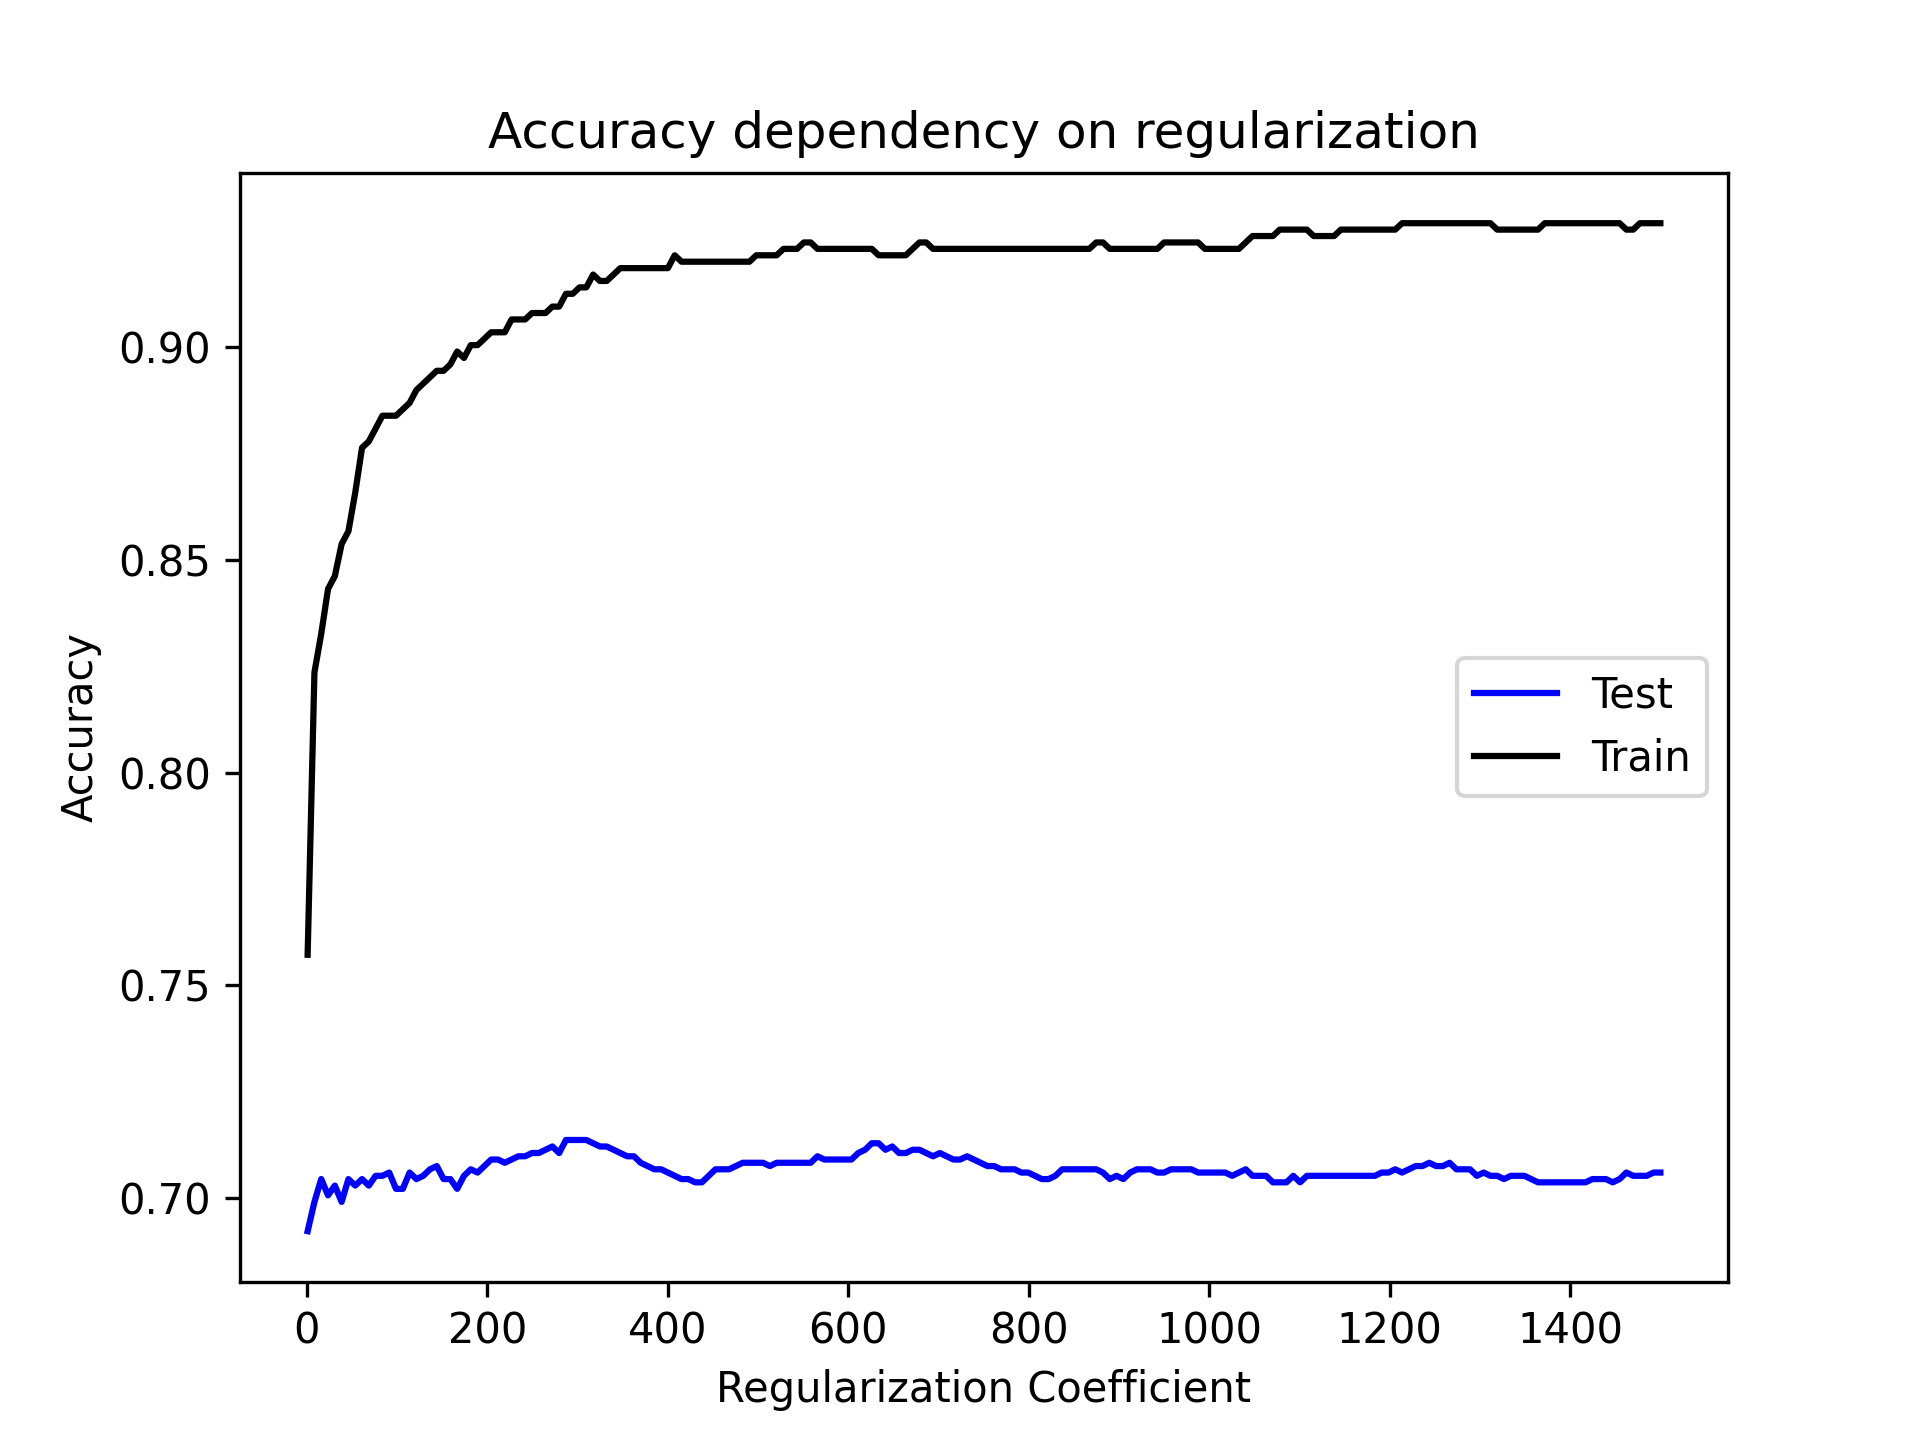 Accuracy dependency on regularization
Accuracy
0.90
0.85
0.80
0.75
0.70
Test
Train
0 200 400 600 800 1000 1200 1400
Regularization Coefficient